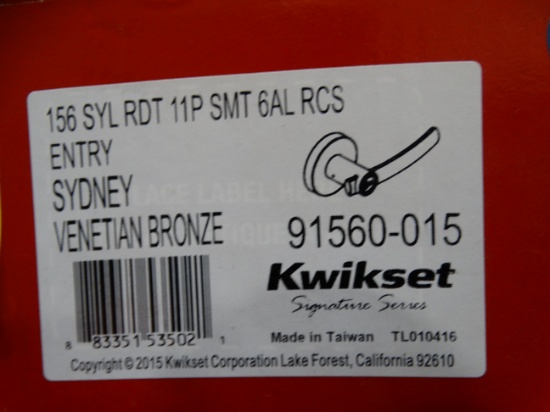 156 SYL RDT 11P SMT 6AL RCS
ENTRY
SYDNEY
VENETIAN BRONZE
91560-015
Kwikset
Signature Series
8 83351 53502 1
Made in Taiwan TL010416
Copyright © 2015 Kwikset Corporation Lake Forest, California 92610